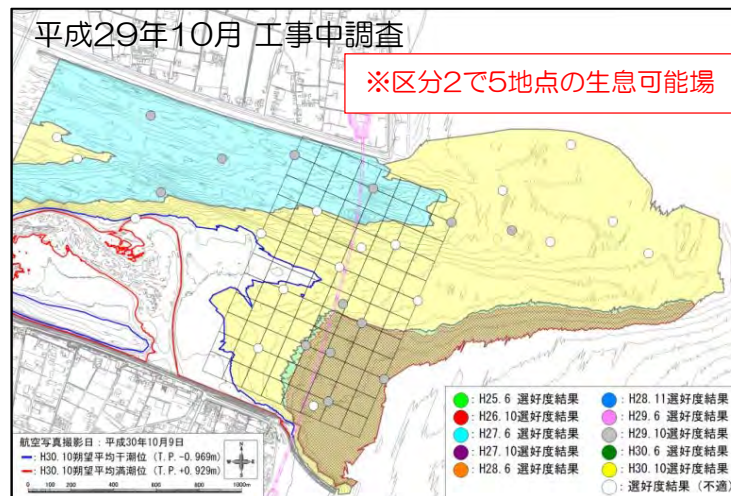 平成29年10月 工事中調査
※区分2で5地点の生息可能場
：H25.6 選好度結果
：H26.10選好度結果
：H27.6 選好度結果
：H27.10選好度結果
：H28.6 選好度結果
：H28.11選好度結果
：H29.6 選好度結果
：H29.10選好度結果
：H30.6 選好度結果
：H30.10選好度結果
：選好度結果（不適）
航空写真撮影日：平成30年10月9日
：H30.10朔望平均干潮位（T.P.-0.969m）
：H30.10朔望平均満潮位（T.P.+0.929m）